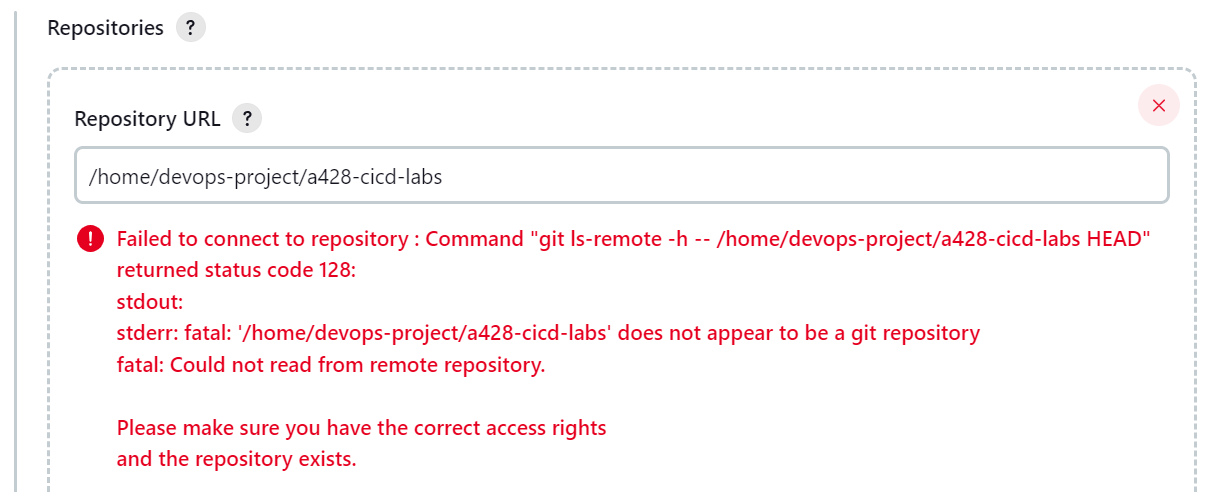 Repositories ?
Repository URL ?
/home/devops-project/a428-cicd-labs
Failed to connect to repository : Command "git ls-remote -h -- /home/devops-project/a428-cicd-labs HEAD"
returned status code 128:
stdout:
stderr: fatal: '/home/devops-project/a428-cicd-labs' does not appear to be a git repository
fatal: Could not read from remote repository.
Please make sure you have the correct access rights
and the repository exists.